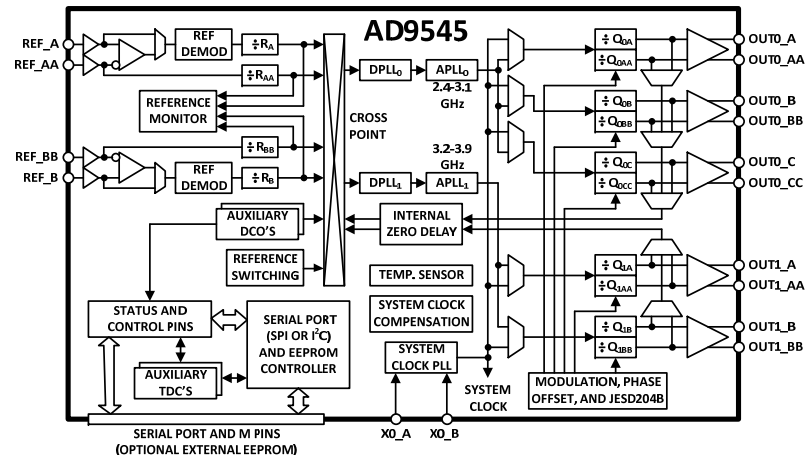 AD9545
REF_A
REF_AA
REF
DEMOD
÷RA
÷RAA
REFERENCE
MONITOR
REF_BB
REF_B
÷RBB
REF
DEMOD
÷RB
CROSS
POINT
DPLL0
APLL0
2.4-3.1
GHz
3.2-3.9
GHz
DPLL1
APLL1
AUXILIARY
DCO'S
REFERENCE
SWITCHING
INTERNAL
ZERO DELAY
TEMP. SENSOR
SYSTEM CLOCK
COMPENSATION
SYSTEM
CLOCK PLL
SYSTEM
CLOCK
STATUS AND
CONTROL PINS
SERIAL PORT
(SPI OR I²C)
AND EEPROM
CONTROLLER
AUXILIARY
TDC'S
SERIAL PORT AND M PINS
(OPTIONAL EXTERNAL EEPROM)
X0_A
X0_B
÷Q0A
÷Q0AA
÷Q0B
÷Q0BB
÷Q0C
÷Q0CC
÷Q1A
÷Q1AA
÷Q1B
÷Q1BB
MODULATION, PHASE
OFFSET, AND JESD204B
OUT0_A
OUT0_AA
OUT0_B
OUT0_BB
OUT0_C
OUT0_CC
OUT1_A
OUT1_AA
OUT1_B
OUT1_BB